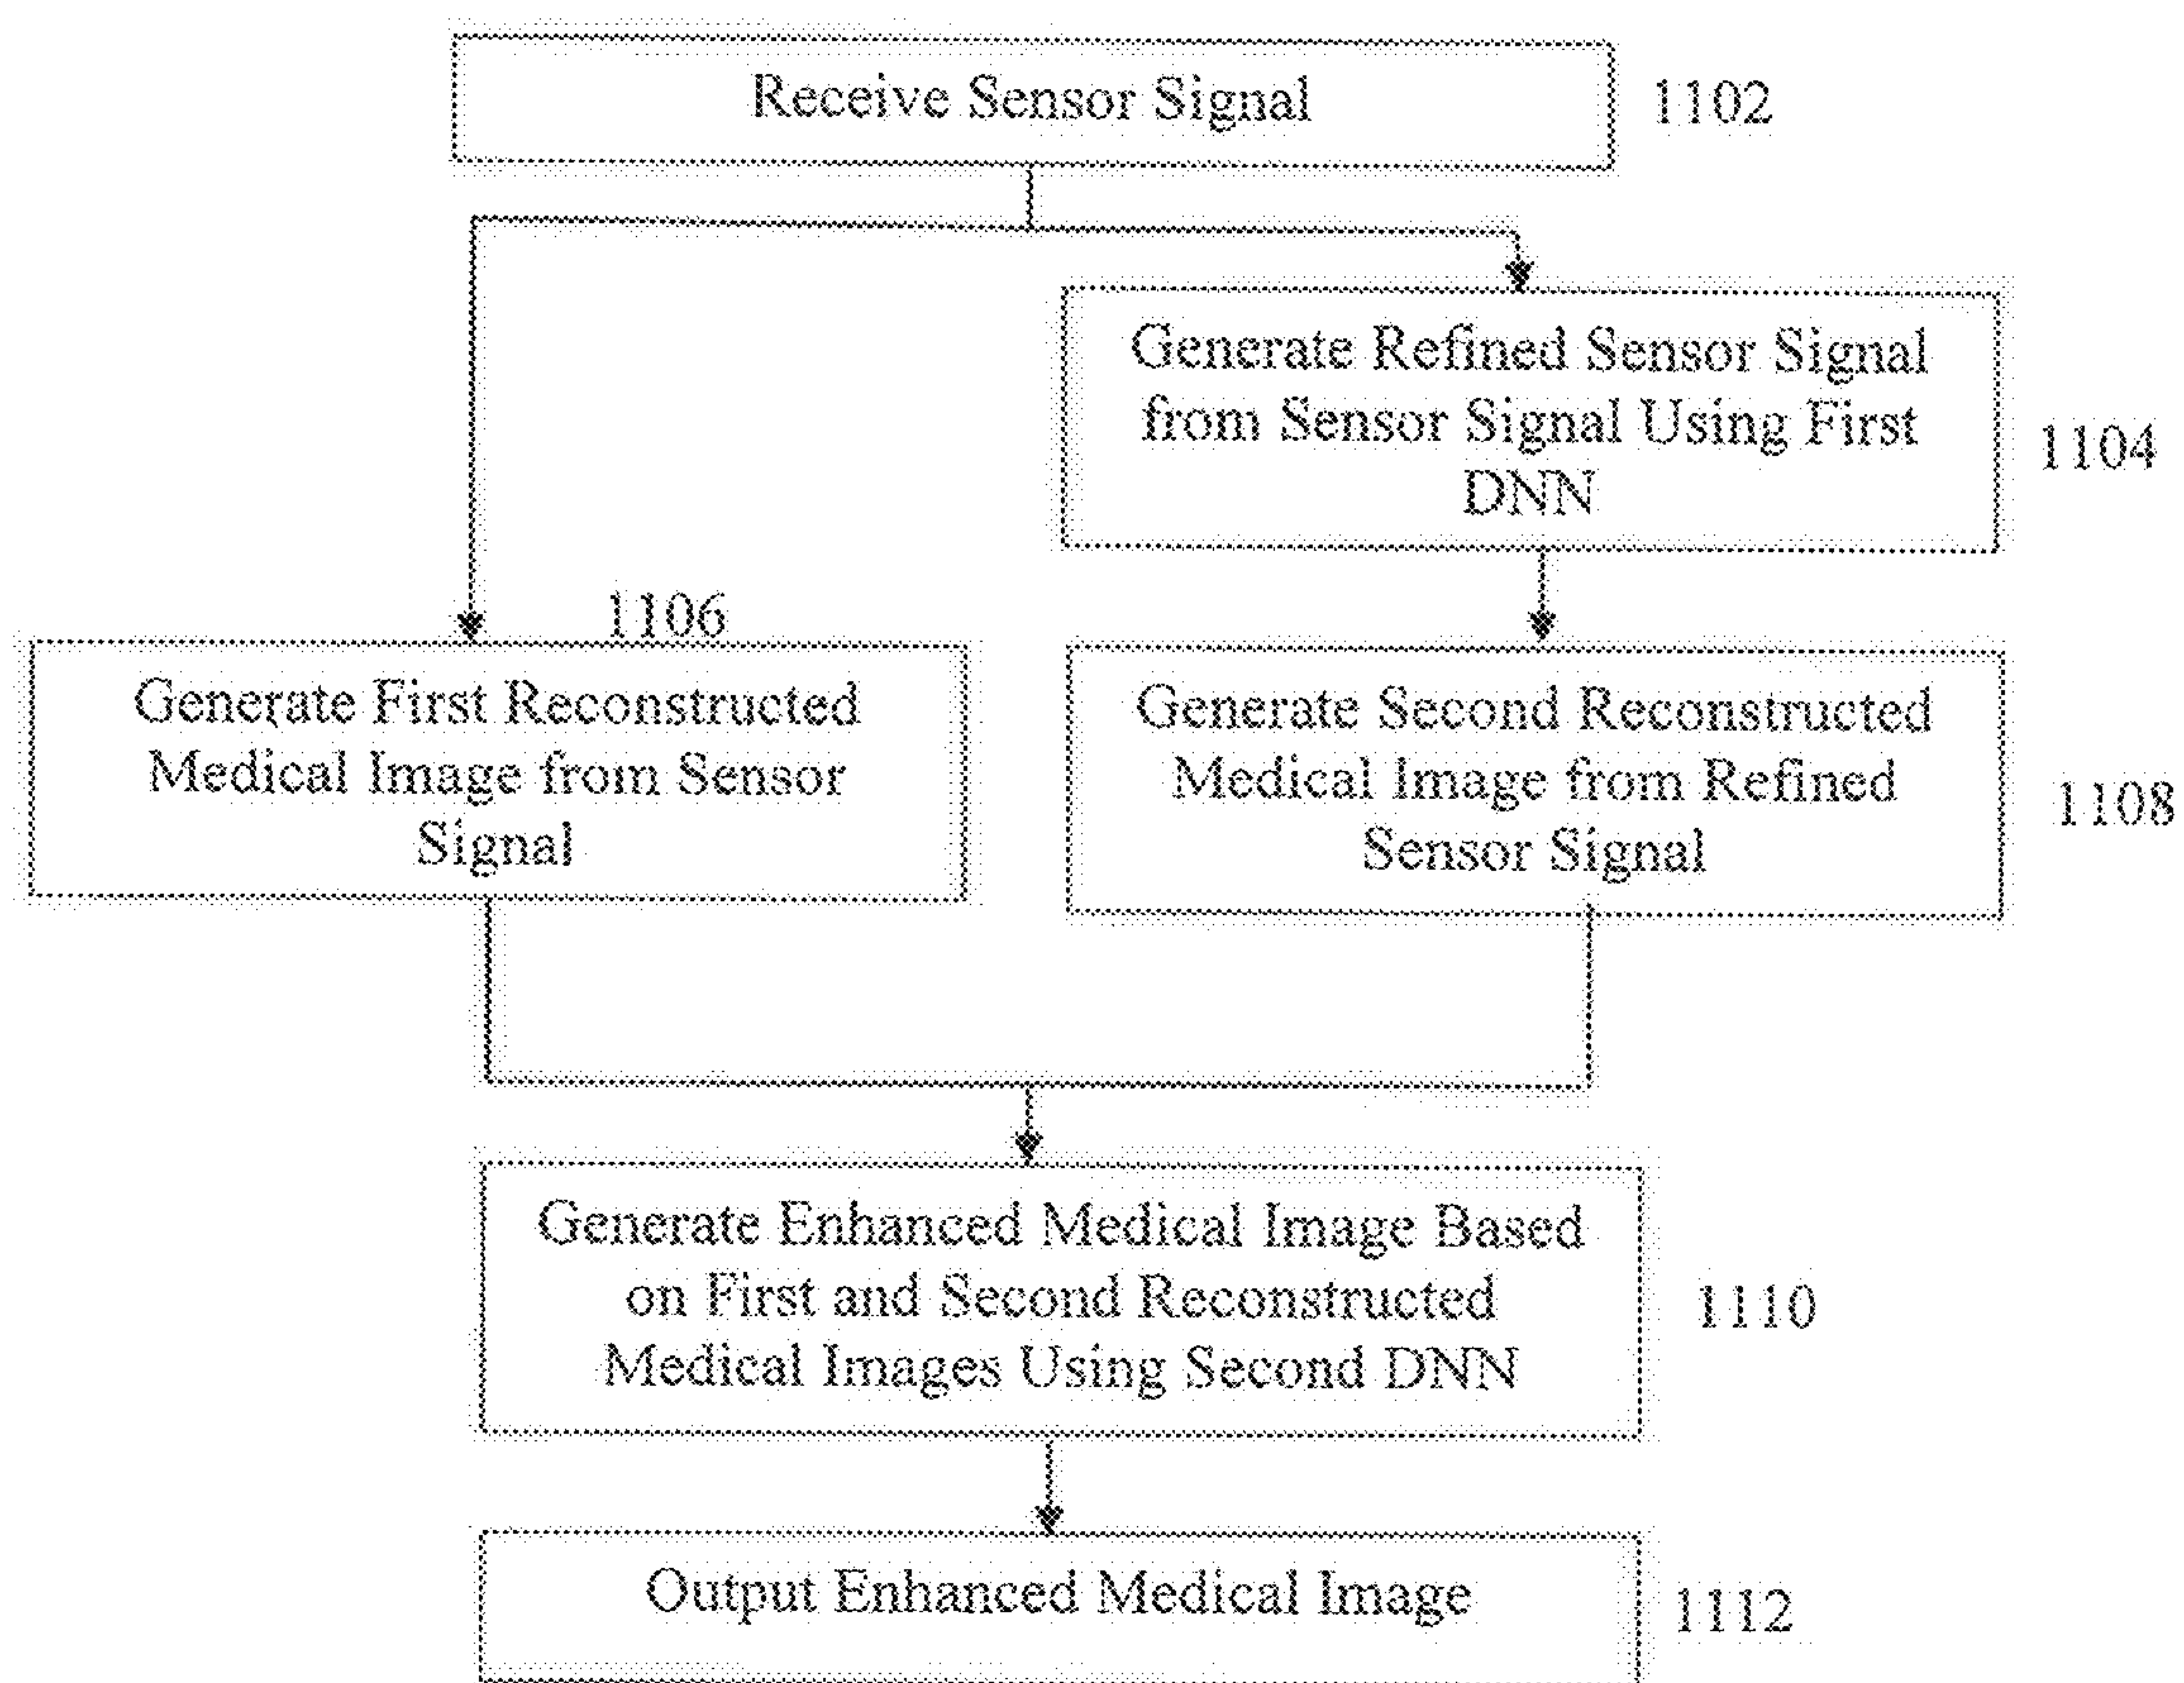 Receive Sensor Signal
1102
Generate Refined Sensor Signal
from Sensor Signal Using First
DNN
1104
1106
Generate First Reconstructed
Medical Image from Sensor
Signal
Generate Second Reconstructed
Medical Image from Refined
Sensor Signal
1108
Generate Enhanced Medical Image Based
on First and Second Reconstructed
Medical Images Using Second DNN
1110
Output Enhanced Medical Image
1112